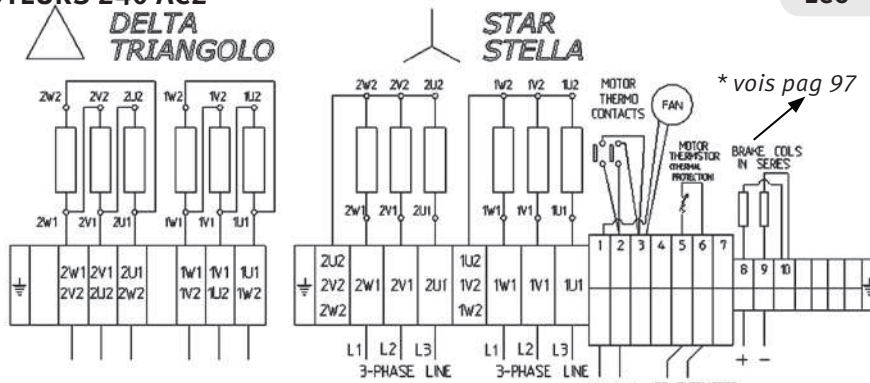 DELTA
TRIANGOLO
STAR
STELLA
* vois pag 97
2W2 2V2 2U2
1W2 1V2 1U2
2W2 2V2 2U2
1W2 1V2 1U2
MOTOR
THERMO
CONTACTS
FAN
MOTOR
THERMISTOR
(THERMAL
PROTECTION)
BRAKE COILS
IN SERIES
2W1 2V1 2U1
1W1 1V1 1U1
2W1 2V1 2U1
1W1 1V1 1U1
2W1 2V1 2U1
2V2 2U2 2W2
1W1 1V1 1U1
1V2 1U2 1W2
2U2
2V2
2W2
2W1 2V1 2U1
1U2
1V2
1W2
1W1 1V1 1U1
1 2 3 4 5 6 7
8 9 10
L1 L2 L3
3-PHASE LINE
L1 L2 L3
3-PHASE LINE
+ -